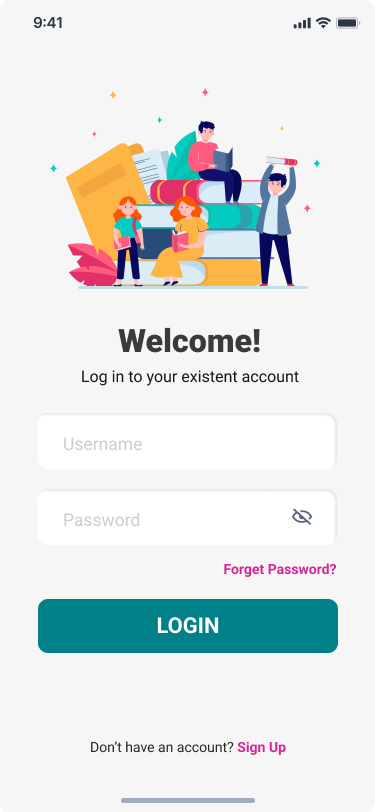 9:41
Welcome!
Log in to your existent account
Username
Password
Forget Password?
LOGIN
Don’t have an account? Sign Up